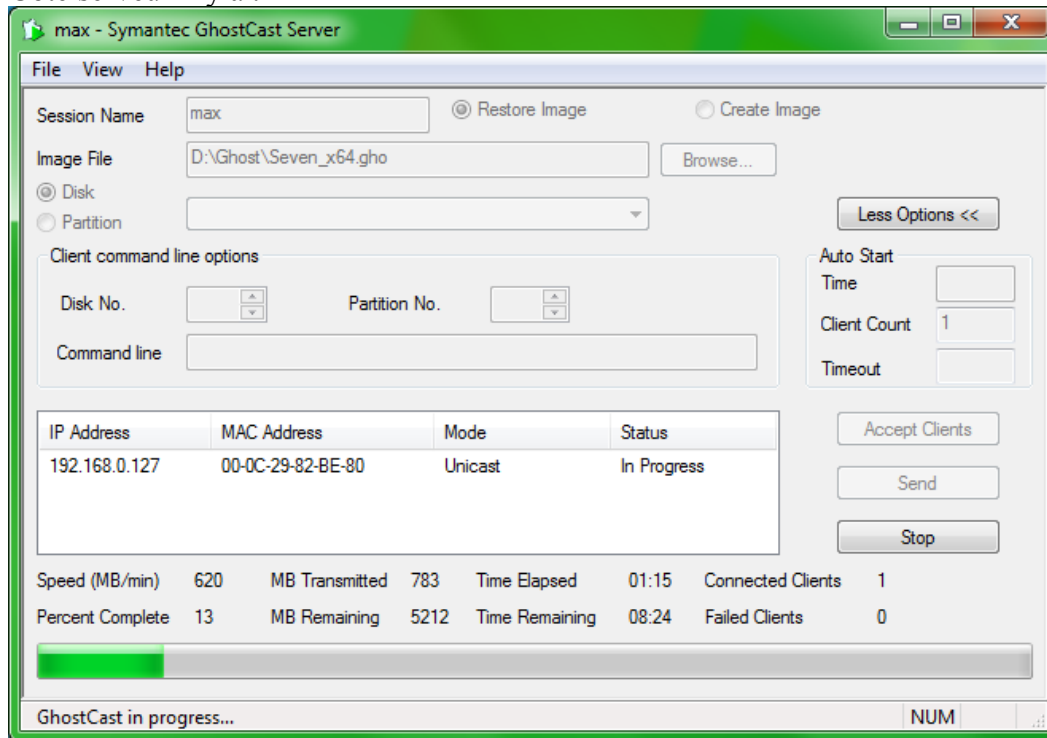 max - Symantec GhostCast Server
File View Help
Session Name max Restore Image Create Image
Image File D:\Ghost\Seven_x64.gho Browse...
Disk
Partition Less Options <<
Client command line options Auto Start
Time
Disk No. Partition No.
Client Count 1
Command line
Timeout
IP Address MAC Address Mode Status Accept Clients
192.168.0.127 00-0C-29-82-BE-80 Unicast In Progress
Send
Stop
Speed (MB/min) 620 MB Transmitted 783 Time Elapsed 01:15 Connected Clients 1
Percent Complete 13 MB Remaining 5212 Time Remaining 08:24 Failed Clients 0
GhostCast in progress... NUM